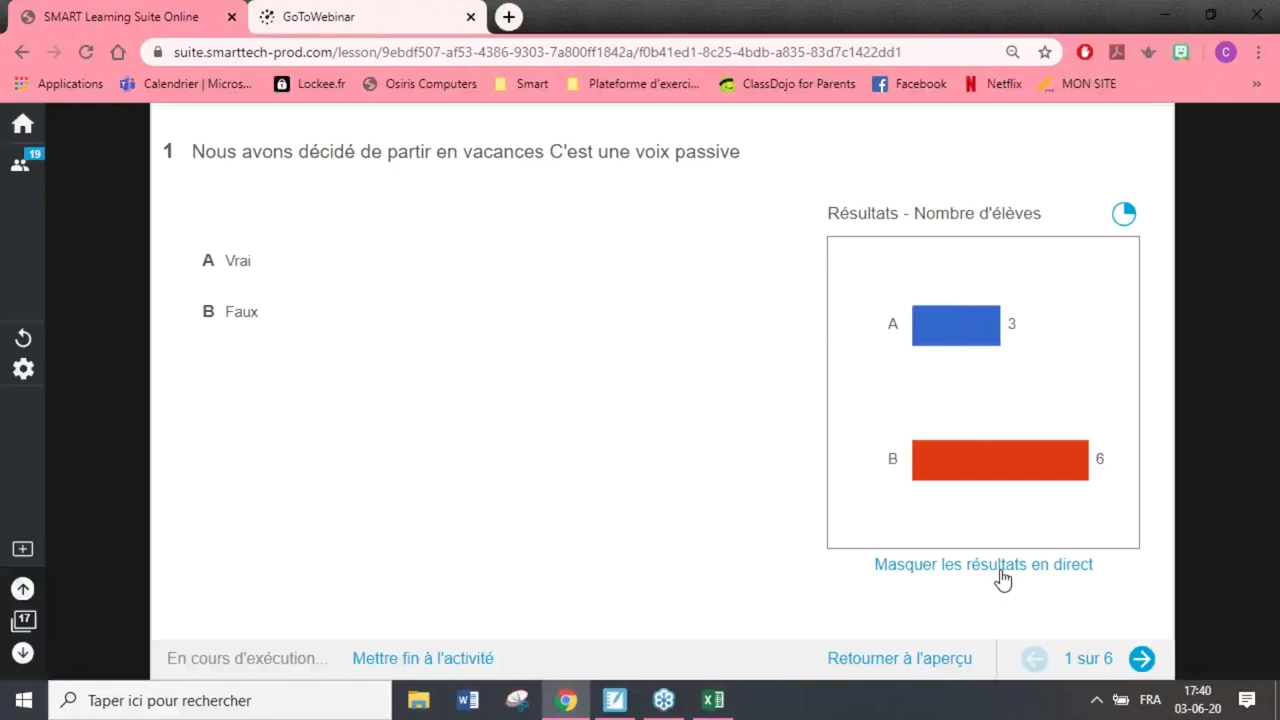 SMART Learning Suite Online
GoToWebinar
suite.smarttech-prod.com/lesson/9ebdf507-af53-4386-9303-7a800ff1842a/f0b41ed1-8c25-4bdb-a835-83d7c1422dd1
C
Applications
Calendrier | Micros...
Lockee.fr
Osiris Computers
Smart
Plateforme d'exerci...
ClassDojo for Parents
Facebook
Netflix
MON SITE
»
19
1 Nous avons décidé de partir en vacances C'est une voix passive
Résultats - Nombre d'élèves
A Vrai
B Faux
A 3
B 6
Masquer les résultats en direct
17
En cours d'exécution...
Mettre fin à l'activité
Retourner à l'aperçu
1 sur 6
Taper ici pour rechercher
FRA
17:40
03-06-20